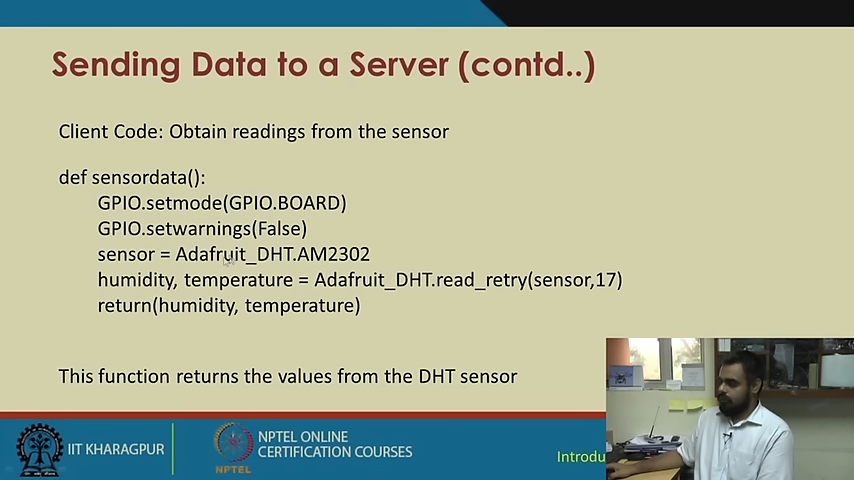 Sending Data to a Server (contd..)
Client Code: Obtain readings from the sensor
def sensordata():
GPIO.setmode(GPIO.BOARD)
GPIO.setwarnings(False)
sensor = Adafruit_DHT.AM2302
humidity, temperature = Adafruit_DHT.read_retry(sensor,17)
return(humidity, temperature)
This function returns the values from the DHT sensor
IIT KHARAGPUR
NPTEL
NPTEL ONLINE
CERTIFICATION COURSES
Introdu